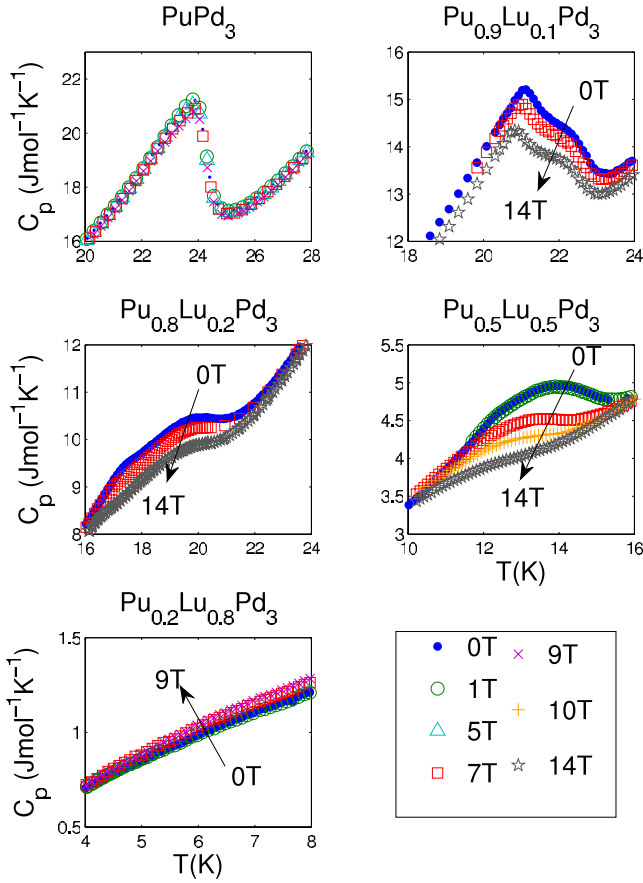 PuPd3
Pu0.9Lu0.1Pd3
Cp (Jmol−1K−1)
22
21
20
19
18
17
16
20
22
24
26
28
16
15
14
13
12
18
20
22
24
0T
14T
Pu0.8Lu0.2Pd3
Pu0.5Lu0.5Pd3
Cp (Jmol−1K−1)
12
11
10
9
8
16
18
20
22
24
0T
14T
5.5
5
4.5
4
3.5
3
10
12
14
16
T(K)
0T
14T
Pu0.2Lu0.8Pd3
Cp (Jmol−1K−1)
1.5
1
0.5
4
5
6
7
8
T(K)
9T
0T
0T
1T
5T
7T
9T
10T
14T